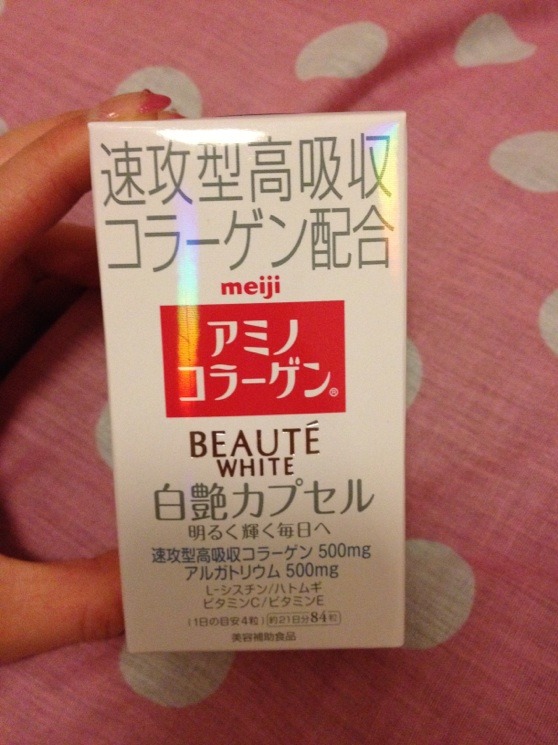 速攻型高吸収
コラーゲン配合
meiji
アミノ
コラーゲン®
BEAUTÉ
WHITE
白艶カプセル
明るく輝く毎日へ
速攻型高吸収コラーゲン 500mg
アルガトリウム 500mg
L-シスチン/ハトムギ
ビタミンC/ビタミンE
(1日の目安4粒) 約21日分84粒
美容補助食品